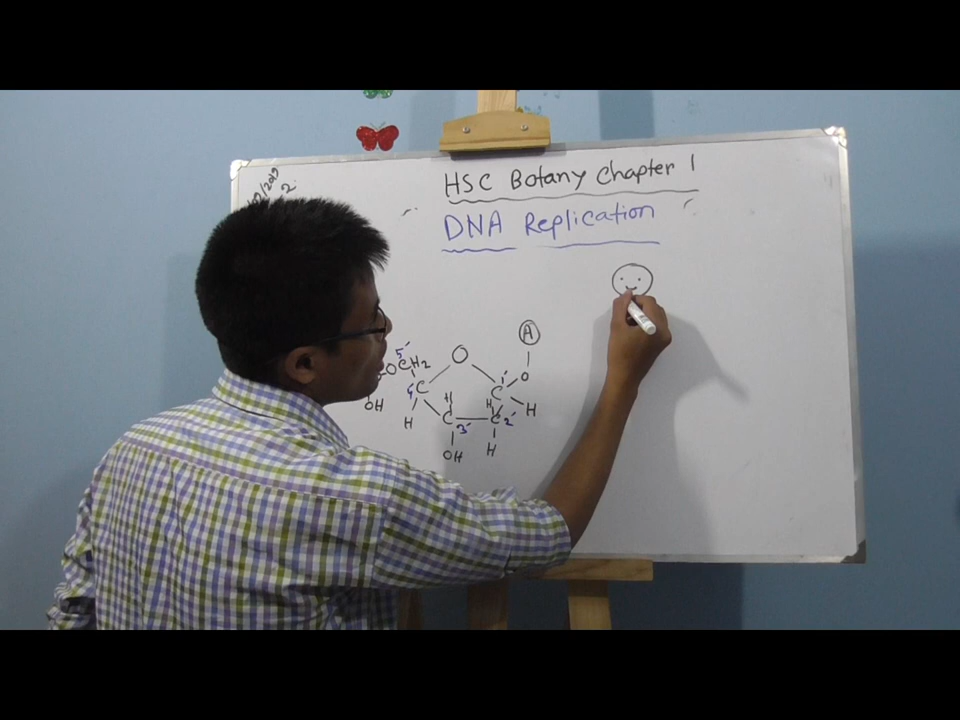 HSC Botany Chapter 1
DNA Replication
A
O
5′
OCH₂
O
1′
4
C
C
H
OH
H
H
H
C
3′
C
2′
H
OH
H